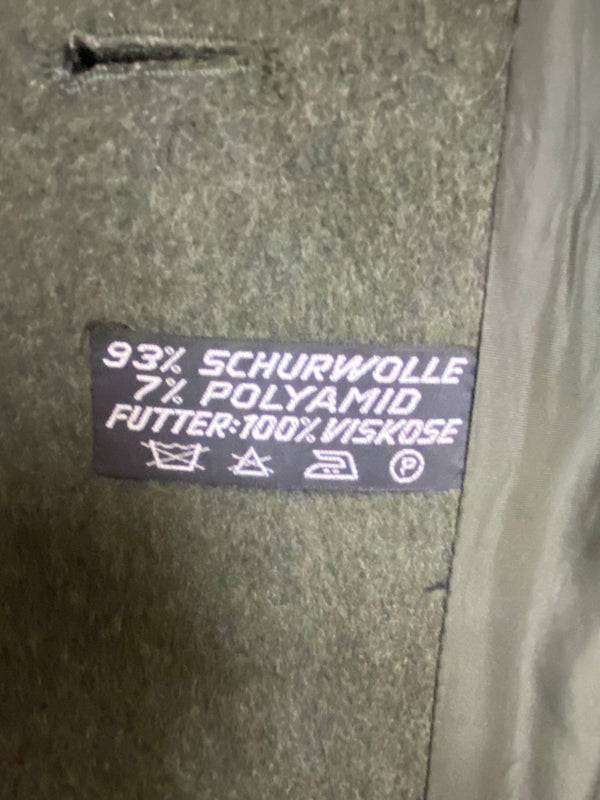 93% SCHURWOLLE
7% POLYAMID
FUTTER:100% VISKOSE
P